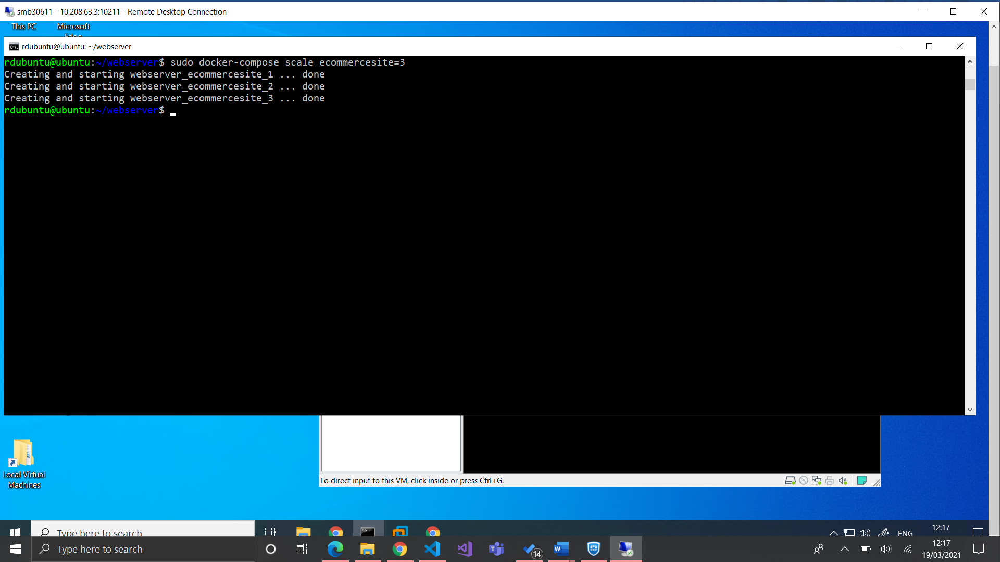 smb30611 - 10.208.63.3:10211 - Remote Desktop Connection
This PC
Microsoft
Edge
rdubuntu@ubuntu: ~/webserver
rdubuntu@ubuntu:~/webserver$ sudo docker-compose scale ecommercesite=3
Creating and starting webserver_ecommercesite_1 ... done
Creating and starting webserver_ecommercesite_2 ... done
Creating and starting webserver_ecommercesite_3 ... done
rdubuntu@ubuntu:~/webserver$
Local Virtual
Machines
To direct input to this VM, click inside or press Ctrl+G.
Type here to search
ENG
12:17
Type here to search
14
12:17
19/03/2021